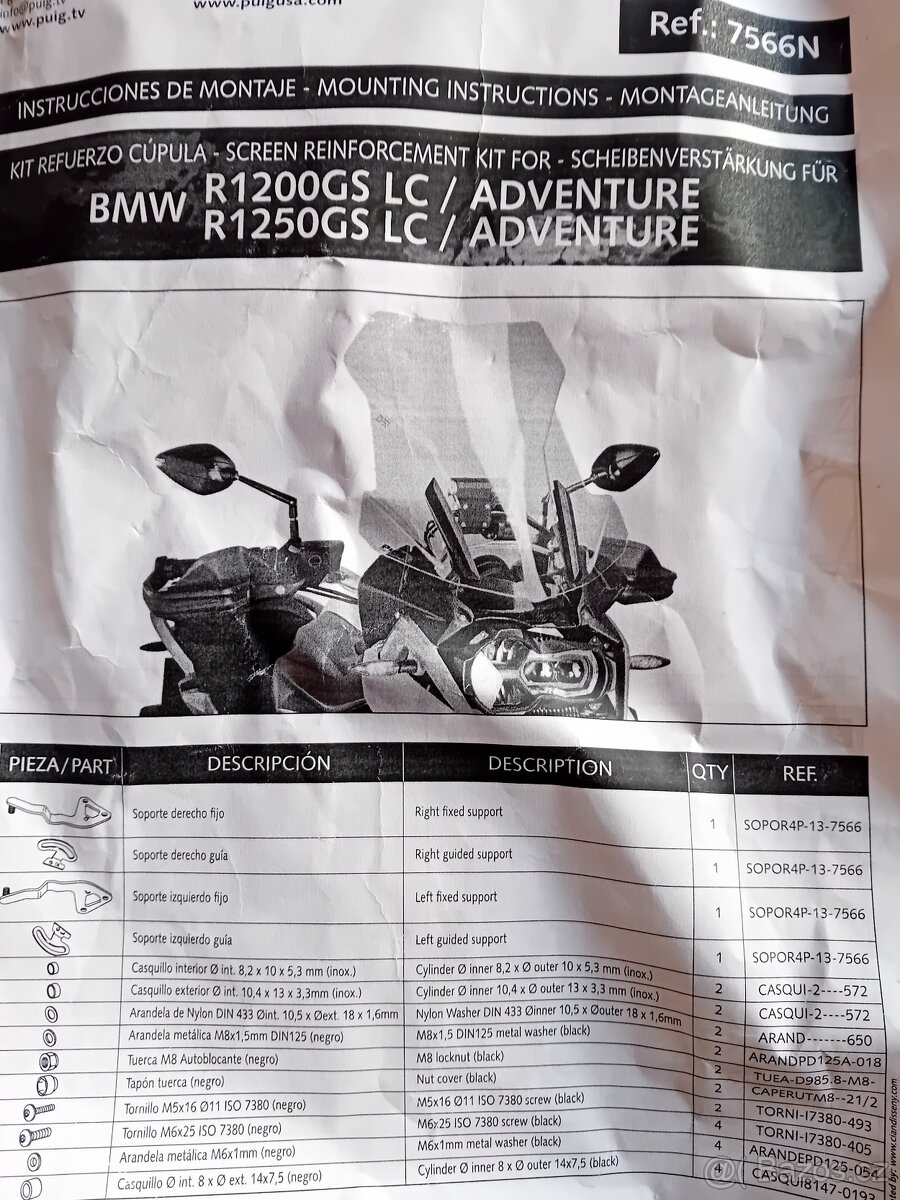 info@puig.tv
www.puig.tv
www.puigusa.com
Ref.: 7566N
INSTRUCCIONES DE MONTAJE - MOUNTING INSTRUCTIONS - MONTAGEANLEITUNG
KIT REFUERZO CÚPULA - SCREEN REINFORCEMENT KIT FOR - SCHEIBENVERSTÄRKUNG FÜR
BMW R1200GS LC / ADVENTURE
R1250GS LC / ADVENTURE
PIEZA/PART DESCRIPCIÓN DESCRIPTION QTY REF.
Soporte derecho fijo Right fixed support 1 SOPOR4P-13-7566
Soporte derecho guía Right guided support 1 SOPOR4P-13-7566
Soporte izquierdo fijo Left fixed support 1 SOPOR4P-13-7566
Soporte izquierdo guía Left guided support 1 SOPOR4P-13-7566
Casquillo interior Ø int. 8,2 x 10 x 5,3 mm (inox.) Cylinder Ø inner 8,2 x Ø outer 10 x 5,3 mm (inox.) 2 CASQUI-2----572
Casquillo exterior Ø int. 10,4 x 13 x 3,3mm (inox.) Cylinder Ø inner 10,4 x Ø outer 13 x 3,3 mm (inox.) 2 CASQUI-2----572
Arandela de Nylon DIN 433 Øint. 10,5 x Øext. 18 x 1,6mm Nylon Washer DIN 433 Øinner 10,5 x Øouter 18 x 1,6mm 2 ARAND-------650
Arandela metálica M8x1,5mm DIN125 (negro) M8x1,5 DIN125 metal washer (black) 2 ARANDPD125A-018
Tuerca M8 Autoblocante (negro) M8 locknut (black) 2 TUEA-D985.8-M8-
Tapón tuerca (negro) Nut cover (black) 2 CAPERUTM8--21/2
Tornillo M5x16 Ø11 ISO 7380 (negro) M5x16 Ø11 ISO 7380 screw (black) 2 TORNI-I7380-493
Tornillo M6x25 ISO 7380 (negro) M6x25 ISO 7380 screw (black) 4 TORNI-I7380-405
Arandela metálica M6x1mm (negro) M6x1mm metal washer (black) 4 ARANDEPD125-057
Casquillo Ø int. 8 x Ø ext. 14x7,5 (negro) Cylinder Ø inner 8 x Ø outer 14x7,5 (black) 4 CASQUI8147-0193
www.ciandisseny.com
Bazos.cz